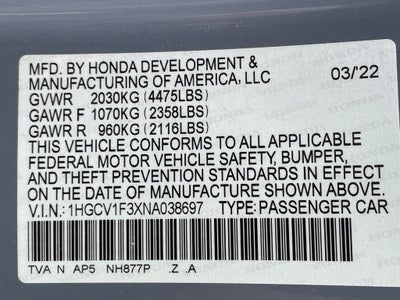 MFD. BY HONDA DEVELOPMENT &
MANUFACTURING OF AMERICA, LLC 03/22
GVWR 2030KG (4475LBS)
GAWR F 1070KG (2358LBS)
GAWR R 960KG (2116LBS)
THIS VEHICLE CONFORMS TO ALL APPLICABLE
FEDERAL MOTOR VEHICLE SAFETY, BUMPER,
AND THEFT PREVENTION STANDARDS IN EFFECT
ON THE DATE OF MANUFACTURE SHOWN ABOVE.
V.I.N.: 1HGCV1F3XNA038697 TYPE: PASSENGER CAR
TVA N AP5 NH877P .Z .A